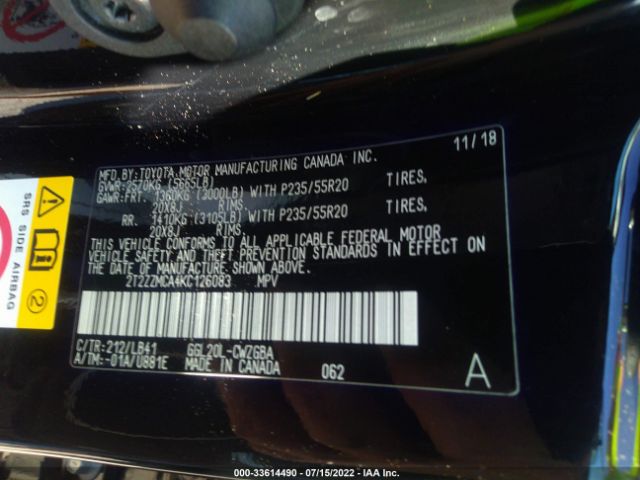 MFD.BY:TOYOTA MOTOR MANUFACTURING CANADA INC. 11/18
GVWR:2570KG (5665LB)
GAWR:FRT. 1360KG (3000LB) WITH P235/55R20 TIRES,
20X8J RIMS,
RR. 1410KG (3105LB) WITH P235/55R20 TIRES,
20X8J RIMS,
THIS VEHICLE CONFORMS TO ALL APPLICABLE FEDERAL MOTOR
VEHICLE SAFETY AND THEFT PREVENTION STANDARDS IN EFFECT ON
THE DATE OF MANUFACTURE SHOWN ABOVE.
2T2ZZMCA4KC126083 MPV
C/TR:212/LB41 GGL20L-CWZGBA
A/TM:-01A/U881E MADE IN CANADA 062 A
SRS SIDE AIRBAG
2
000-33614490 - 07/15/2022 - IAA Inc.